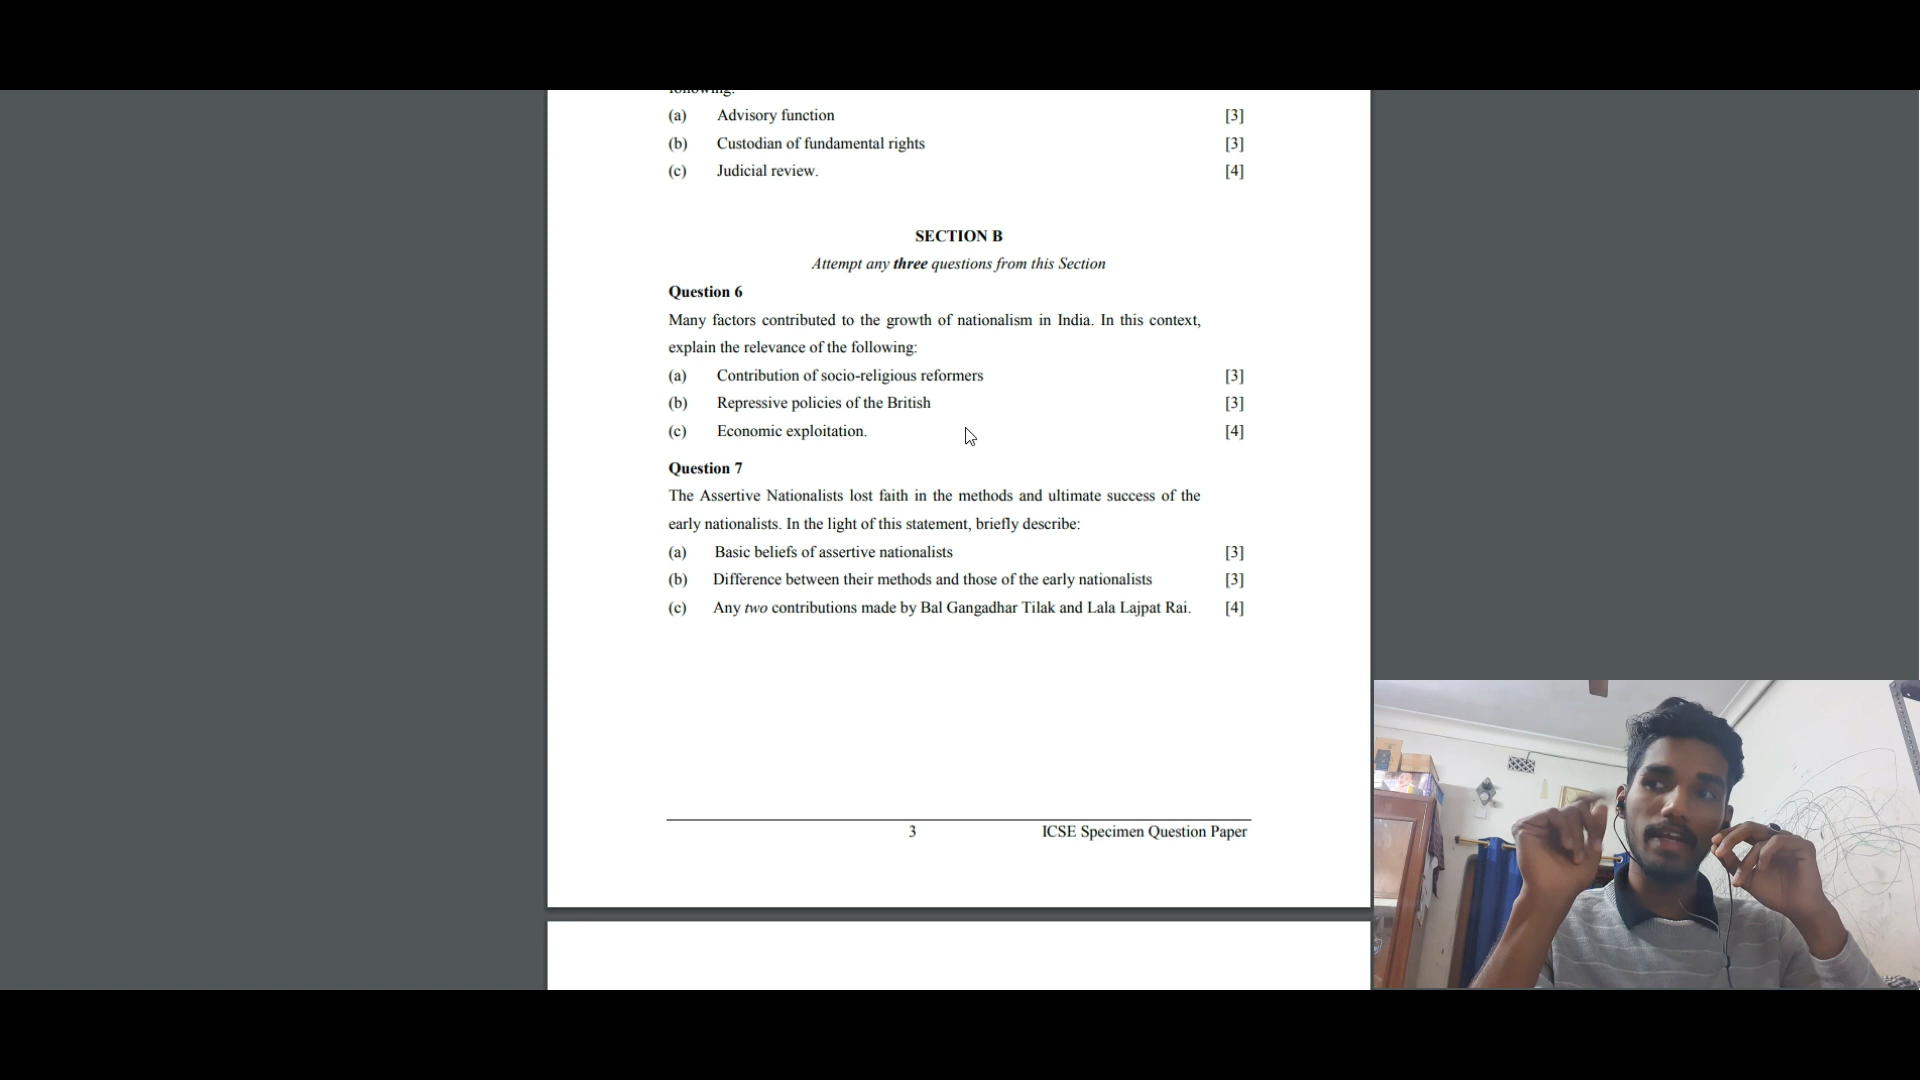 following:
(a) Advisory function [3]
(b) Custodian of fundamental rights [3]
(c) Judicial review. [4]
SECTION B
Attempt any three questions from this Section
Question 6
Many factors contributed to the growth of nationalism in India. In this context,
explain the relevance of the following:
(a) Contribution of socio-religious reformers [3]
(b) Repressive policies of the British [3]
(c) Economic exploitation. [4]
Question 7
The Assertive Nationalists lost faith in the methods and ultimate success of the
early nationalists. In the light of this statement, briefly describe:
(a) Basic beliefs of assertive nationalists [3]
(b) Difference between their methods and those of the early nationalists [3]
(c) Any two contributions made by Bal Gangadhar Tilak and Lala Lajpat Rai. [4]
3 ICSE Specimen Question Paper